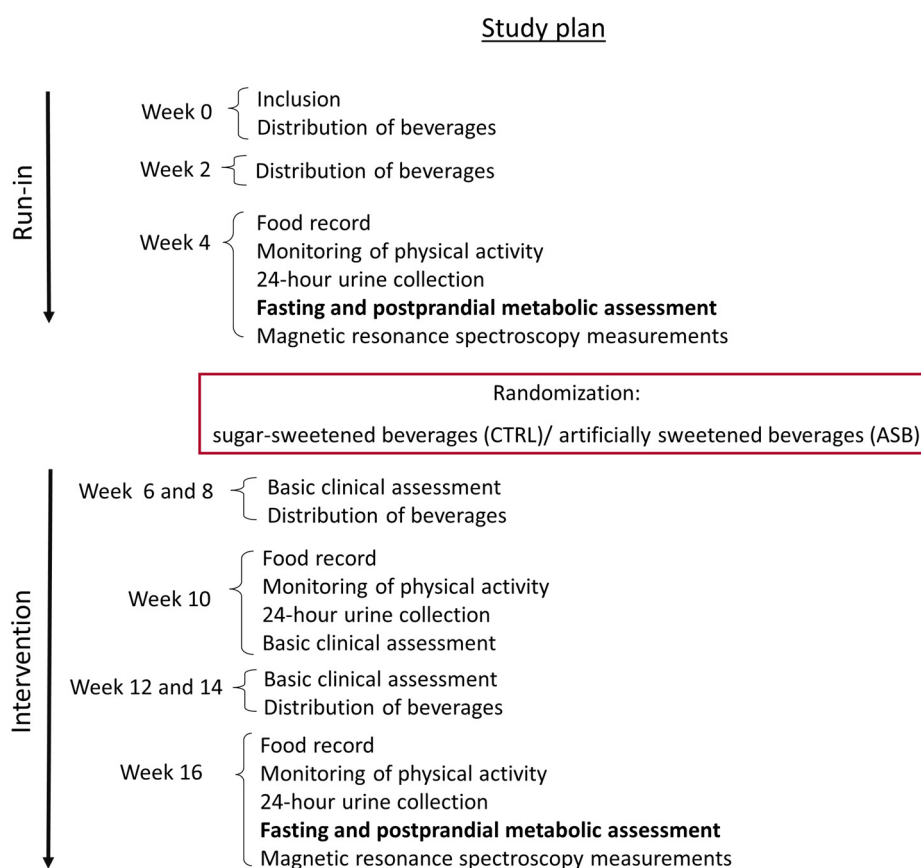 Study plan
Run-in
Week 0
Inclusion
Distribution of beverages
Week 2
Distribution of beverages
Week 4
Food record
Monitoring of physical activity
24-hour urine collection
Fasting and postprandial metabolic assessment
Magnetic resonance spectroscopy measurements
Randomization:
sugar-sweetened beverages (CTRL)/ artificially sweetened beverages (ASB)
Intervention
Week 6 and 8
Basic clinical assessment
Distribution of beverages
Week 10
Food record
Monitoring of physical activity
24-hour urine collection
Basic clinical assessment
Week 12 and 14
Basic clinical assessment
Distribution of beverages
Week 16
Food record
Monitoring of physical activity
24-hour urine collection
Fasting and postprandial metabolic assessment
Magnetic resonance spectroscopy measurements